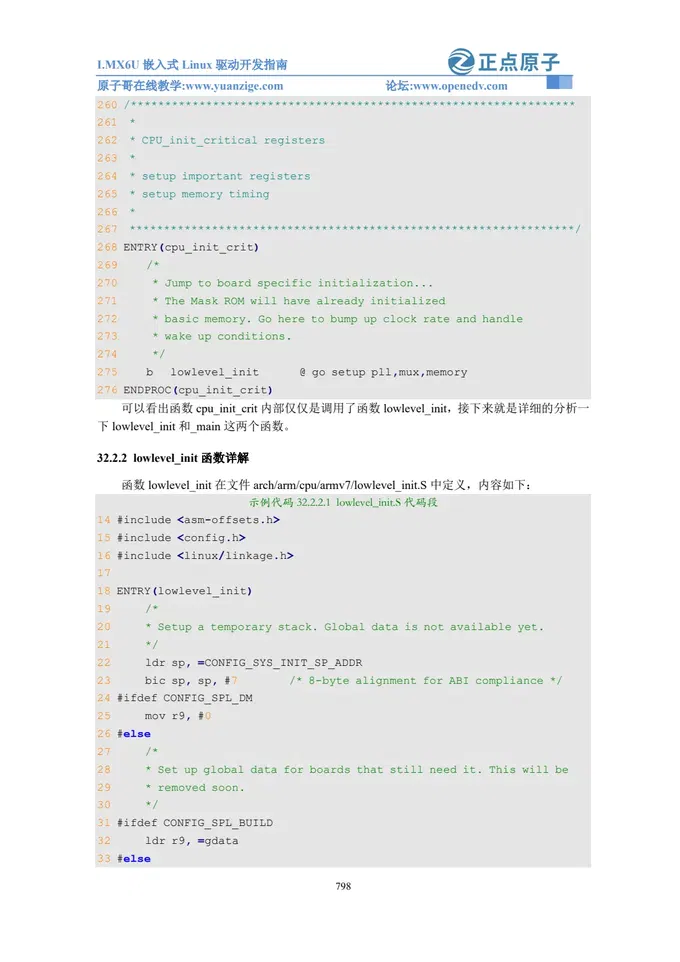 I.MX6U 嵌入式 Linux 驱动开发指南
正点原子
原子哥在线教学:www.yuanzige.com 论坛:www.openedv.com
260 /*****************************************************************
261  *
262  * CPU_init_critical registers
263  *
264  * setup important registers
265  * setup memory timing
266  *
267  *****************************************************************/
268 ENTRY(cpu_init_crit)
269     /*
270      * Jump to board specific initialization...
271      * The Mask ROM will have already initialized
272      * basic memory. Go here to bump up clock rate and handle
273      * wake up conditions.
274      */
275     b   lowlevel_init      @ go setup pll,mux,memory
276 ENDPROC(cpu_init_crit)
可以看出函数 cpu_init_crit 内部仅仅是调用了函数 lowlevel_init，接下来就是详细的分析一
下 lowlevel_init 和_main 这两个函数。
32.2.2 lowlevel_init 函数详解
函数 lowlevel_init 在文件 arch/arm/cpu/armv7/lowlevel_init.S 中定义，内容如下：
示例代码 32.2.2.1 lowlevel_init.S 代码段
14 #include <asm-offsets.h>
15 #include <config.h>
16 #include <linux/linkage.h>
17
18 ENTRY(lowlevel_init)
19     /*
20     * Setup a temporary stack. Global data is not available yet.
21     */
22     ldr sp, =CONFIG_SYS_INIT_SP_ADDR
23     bic sp, sp, #7       /* 8-byte alignment for ABI compliance */
24 #ifdef CONFIG_SPL_DM
25     mov r9, #0
26 #else
27     /*
28     * Set up global data for boards that still need it. This will be
29     * removed soon.
30     */
31 #ifdef CONFIG_SPL_BUILD
32     ldr r9, =gdata
33 #else
798